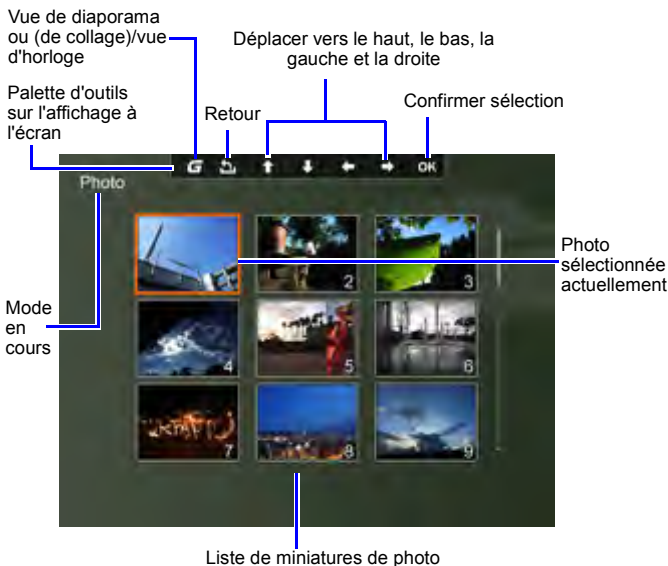 Vue de diaporama
ou (de collage)/vue
d'horloge
Déplacer vers le haut, le bas, la
gauche et la droite
Palette d'outils
sur l'affichage à
l'écran
Retour
Confirmer sélection
OK
Photo
2
3
Photo
sélectionnée
actuellement
Mode
en
cours
4
5
6
7
8
9
Liste de miniatures de photo